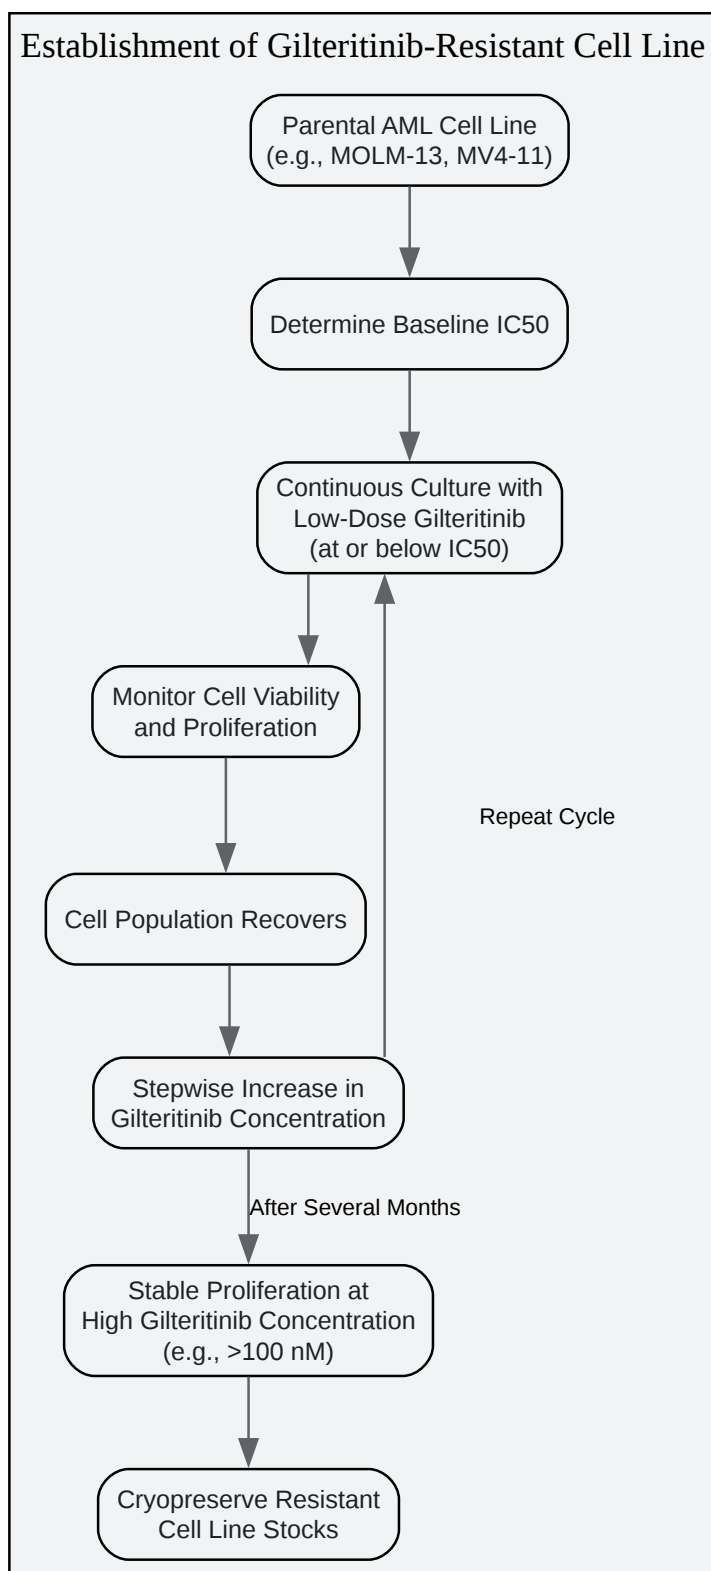 Establishment of Gilteritinib-Resistant Cell Line
Parental AML Cell Line
(e.g., MOLM-13, MV4-11)
Determine Baseline IC50
Continuous Culture with
Low-Dose Gilteritinib
(at or below IC50)
Monitor Cell Viability
and Proliferation
Repeat Cycle
Cell Population Recovers
Stepwise Increase in
Gilteritinib Concentration
After Several Months
Stable Proliferation at
High Gilteritinib Concentration
(e.g., >100 nM)
Cryopreserve Resistant
Cell Line Stocks